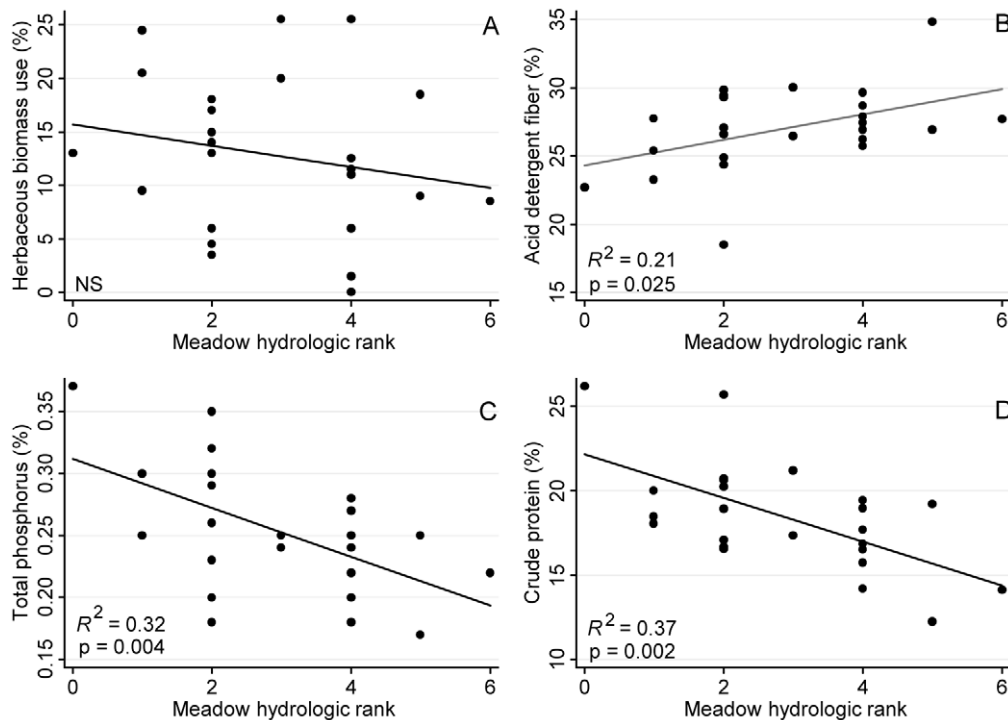 A
Herbaceous biomass use (%)
25
20
15
10
5
0
NS
0 2 4 6
Meadow hydrologic rank
B
Acid detergent fiber (%)
35
30
25
20
15
R² = 0.21
p = 0.025
0 2 4 6
Meadow hydrologic rank
C
Total phosphorus (%)
0.35
0.30
0.25
0.20
0.15
R² = 0.32
p = 0.004
0 2 4 6
Meadow hydrologic rank
D
Crude protein (%)
25
20
15
10
R² = 0.37
p = 0.002
0 2 4 6
Meadow hydrologic rank